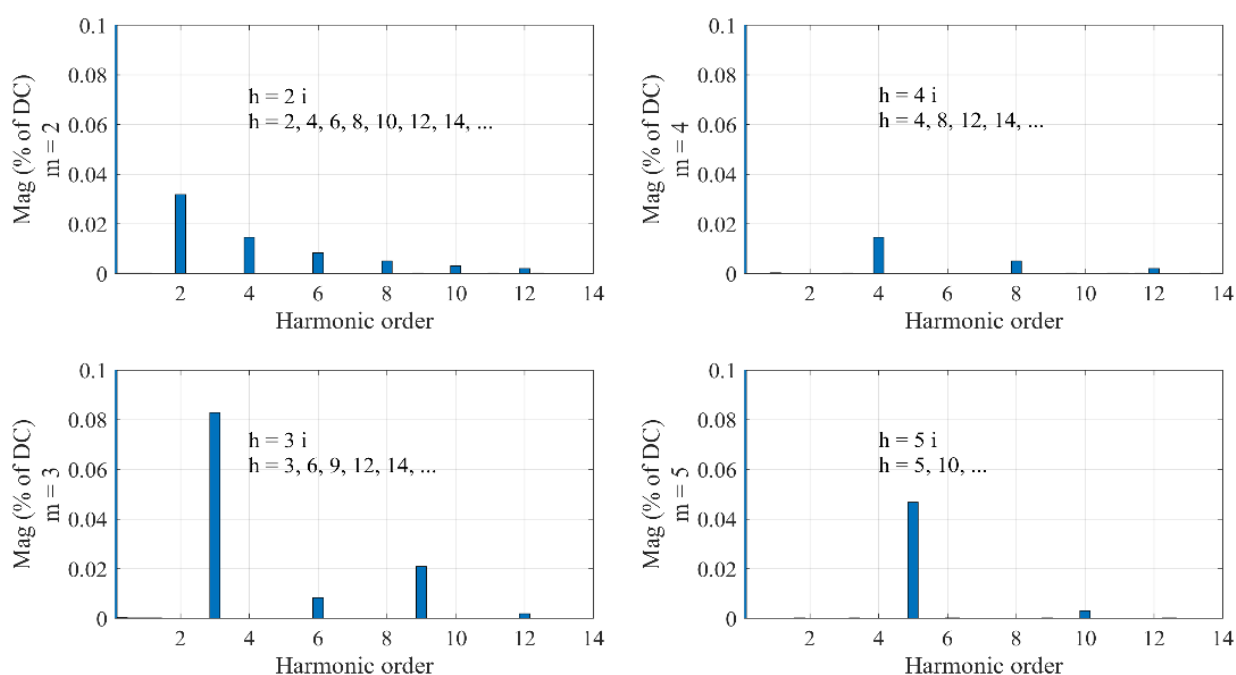 0.1
0.08
0.06
0.04
0.02
0
Mag (% of DC)
m = 2
h = 2 i
h = 2, 4, 6, 8, 10, 12, 14, ...
2 4 6 8 10 12 14
Harmonic order
0.1
0.08
0.06
0.04
0.02
0
Mag (% of DC)
m = 4
h = 4 i
h = 4, 8, 12, 14, ...
2 4 6 8 10 12 14
Harmonic order
0.1
0.08
0.06
0.04
0.02
0
Mag (% of DC)
m = 3
h = 3 i
h = 3, 6, 9, 12, 14, ...
2 4 6 8 10 12 14
Harmonic order
0.1
0.08
0.06
0.04
0.02
0
Mag (% of DC)
m = 5
h = 5 i
h = 5, 10, ...
2 4 6 8 10 12 14
Harmonic order